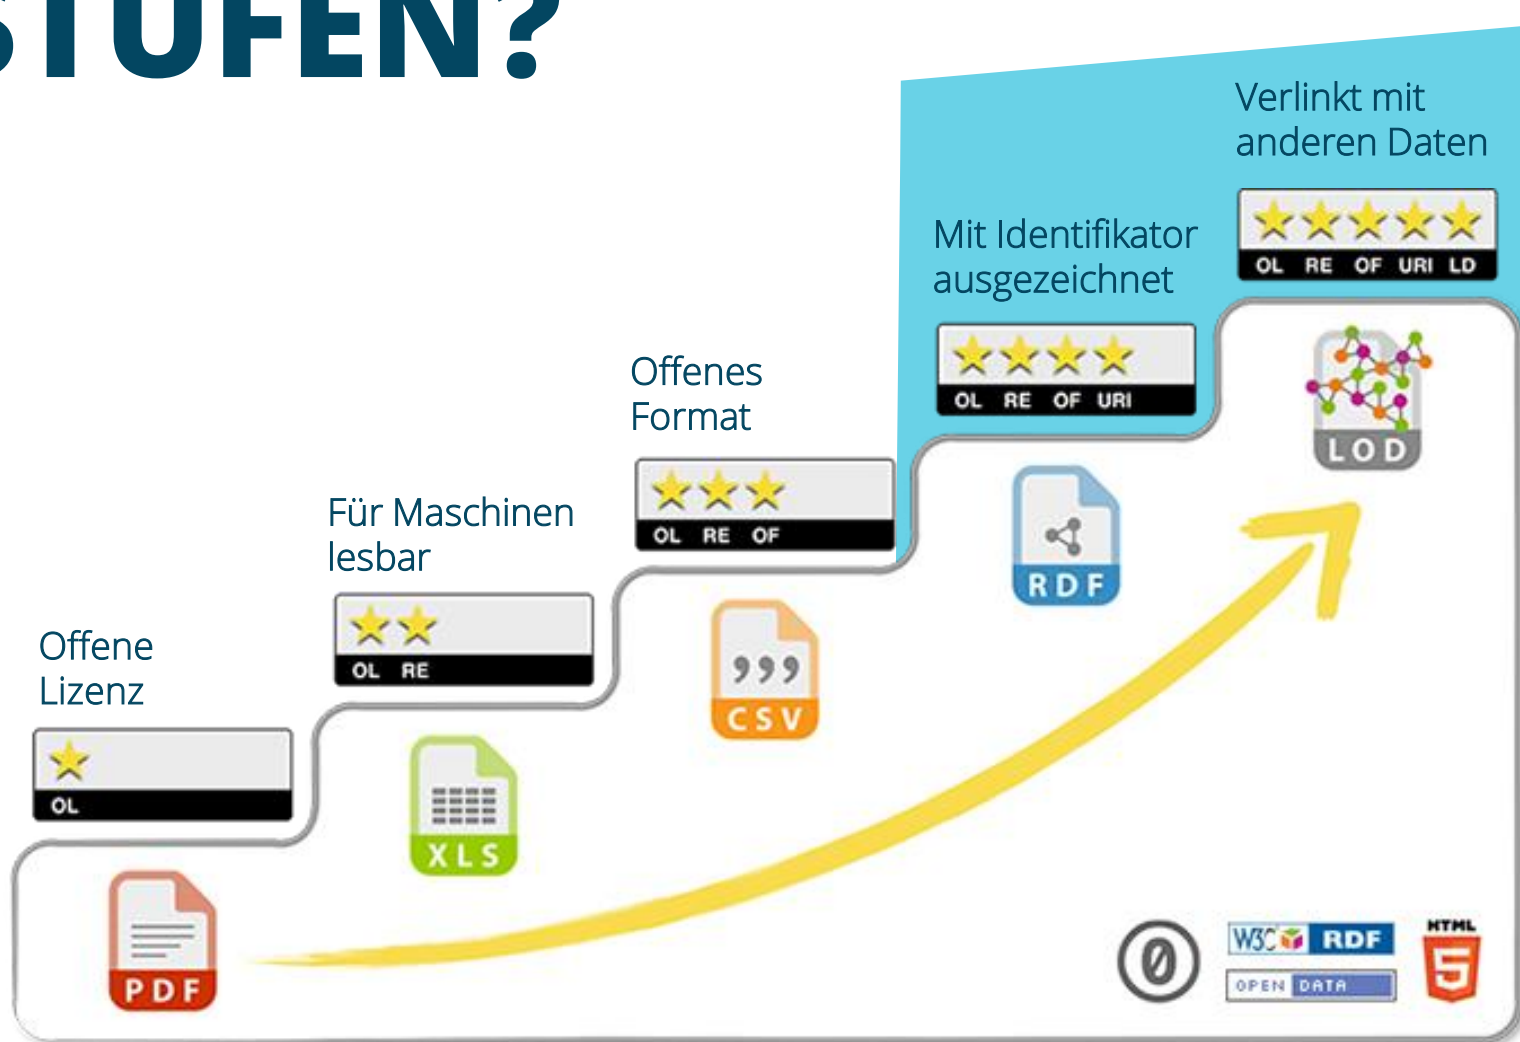 STUFEN?
Verlinkt mit
anderen Daten
OL RE OF URI LD
Mit Identifikator
ausgezeichnet
OL RE OF URI
LOD
Offenes
Format
OL RE OF
RDF
Für Maschinen
lesbar
OL RE
,,,
CSV
Offene
Lizenz
OL
XLS
PDF
0
W3C RDF
OPEN DATA
HTML
5